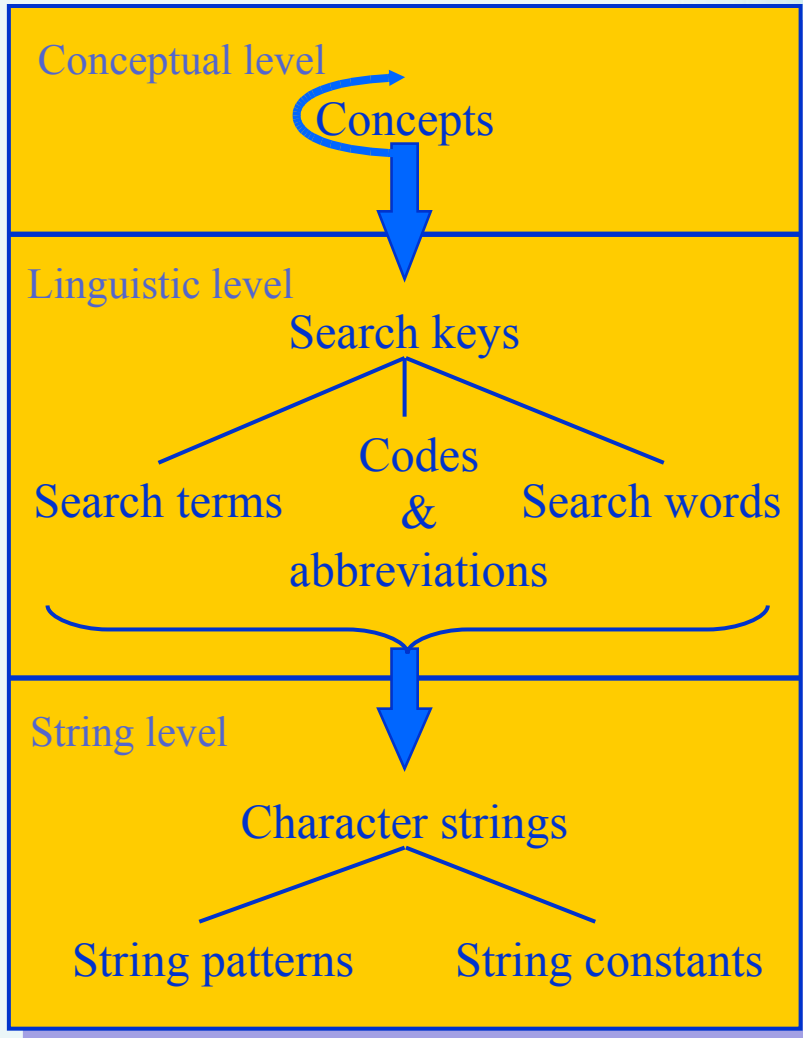 Conceptual level
Concepts
Linguistic level
Search keys
Search terms
Codes
&
abbreviations
Search words
String level
Character strings
String patterns
String constants